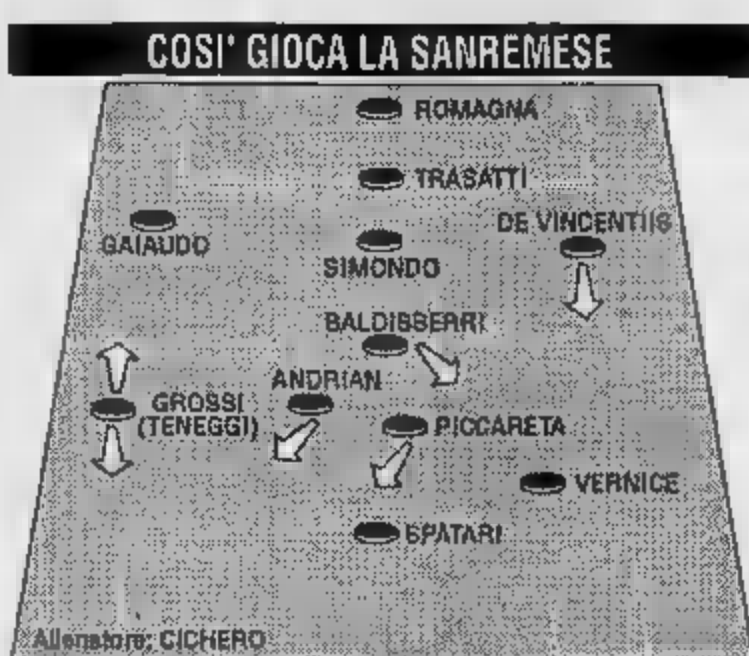 COSI' GIOCA LA SANREMESE
ROMAGNA
TRASATTI
GAIAUDO
DE VINCENTIIS
SIMONDO
BALDISSERRI
ANDRIAN
GROSSI
(TENEGGI)
PICCARETA
VERNICE
SPATARI
Allenatore: CICHERO